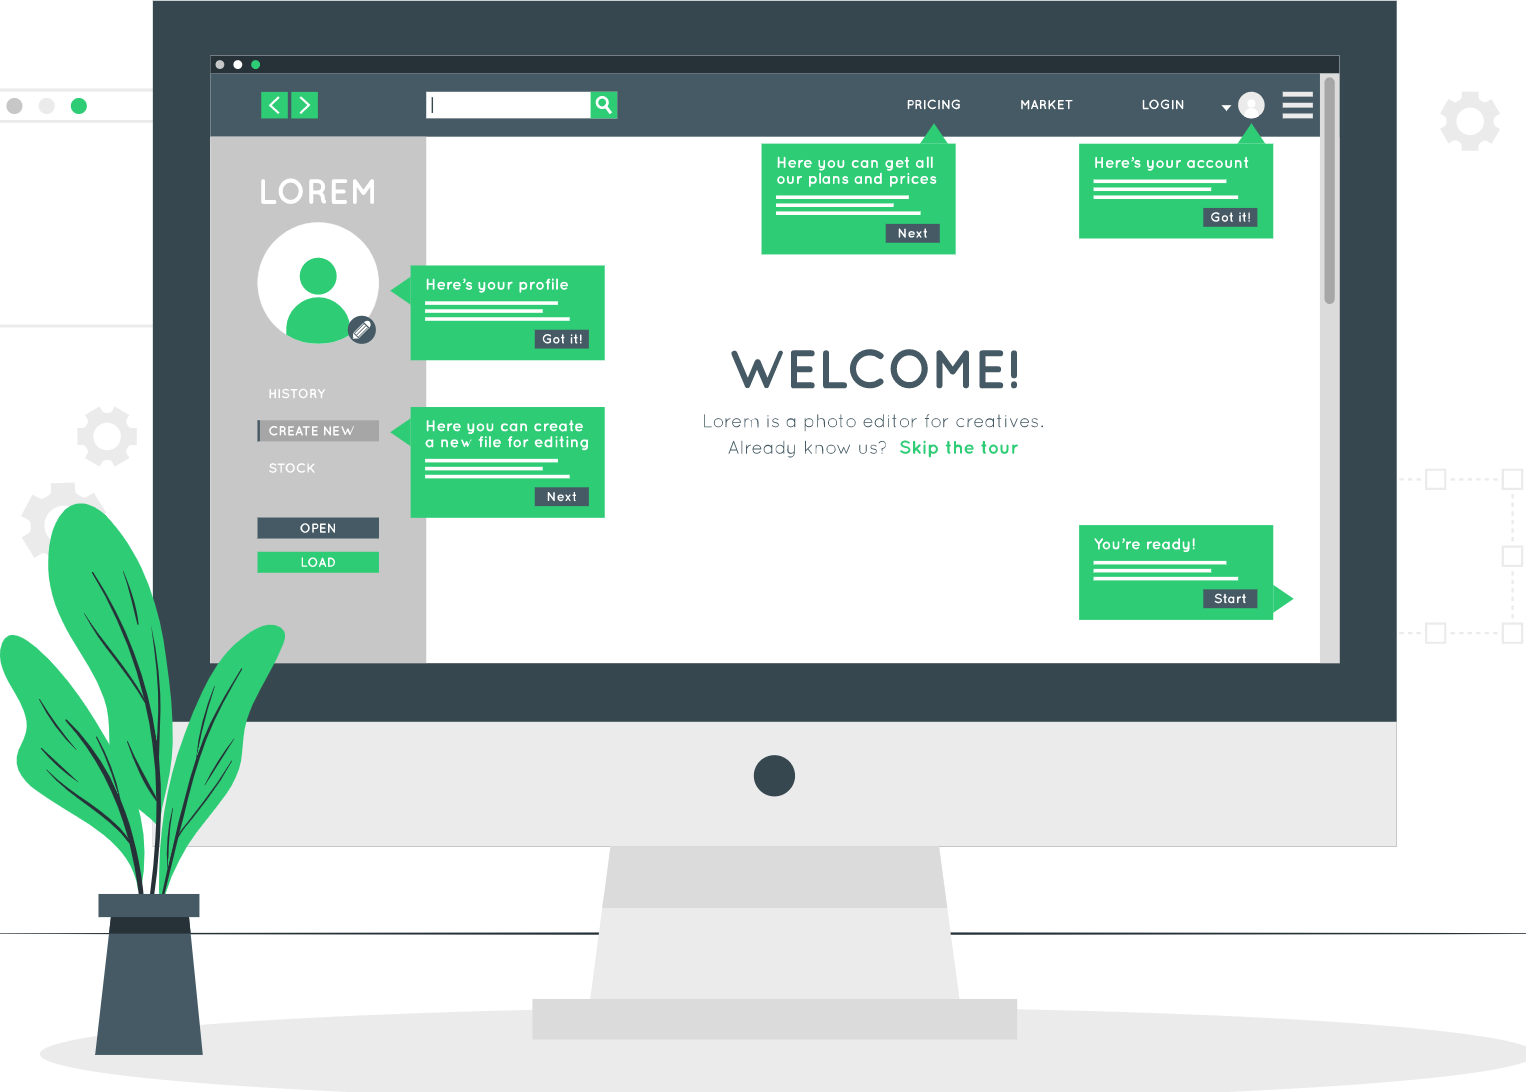 PRICING
MARKET
LOGIN
LOREM
HISTORY
CREATE NEW
STOCK
OPEN
LOAD
Here you can get all
our plans and prices
Next
Here's your account
Got it!
Here's your profile
Got it!
Here you can create
a new file for editing
Next
WELCOME!
Lorem is a photo editor for creatives.
Already know us? Skip the tour
You're ready!
Start